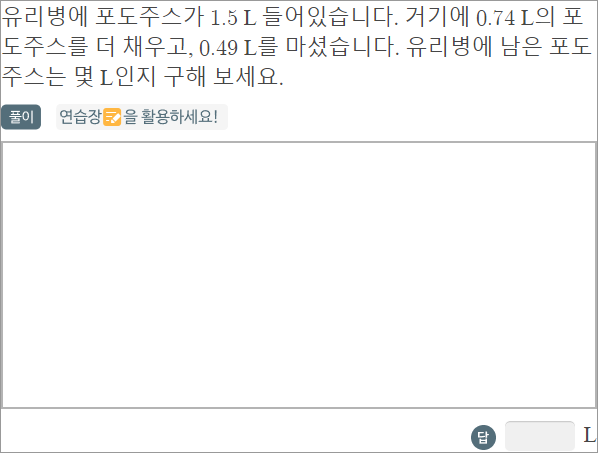 유리병에 포도주스가 1.5 L 들어있습니다. 거기에 0.74 L의 포
도주스를 더 채우고, 0.49 L를 마셨습니다. 유리병에 남은 포도
주스는 몇 L인지 구해 보세요.
풀이 연습장을 활용하세요!
답 L